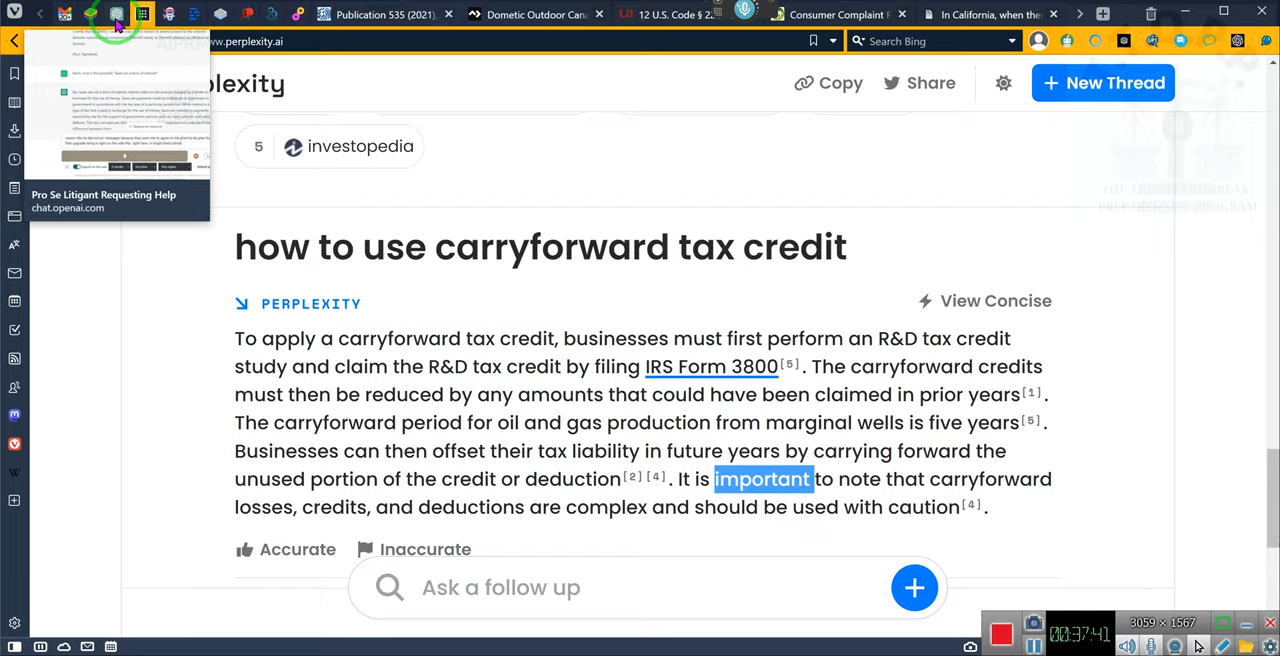 Publication 535 (2021),
Dometic Outdoor Can
12 U.S. Code § 2
Consumer Complaint F
In California, when the
ww.perplexity.ai
Search Bing
plexity
Copy
Share
New Thread
5 investopedia
Pro Se Litigant Requesting Help
chat.openai.com
how to use carryforward tax credit
PERPLEXITY
View Concise
To apply a carryforward tax credit, businesses must first perform an R&D tax credit
study and claim the R&D tax credit by filing IRS Form 3800[5]. The carryforward credits
must then be reduced by any amounts that could have been claimed in prior years[1].
The carryforward period for oil and gas production from marginal wells is five years[5].
Businesses can then offset their tax liability in future years by carrying forward the
unused portion of the credit or deduction[2][4]. It is important to note that carryforward
losses, credits, and deductions are complex and should be used with caution[4].
Accurate
Inaccurate
Ask a follow up
3059 × 1567
00:37:41